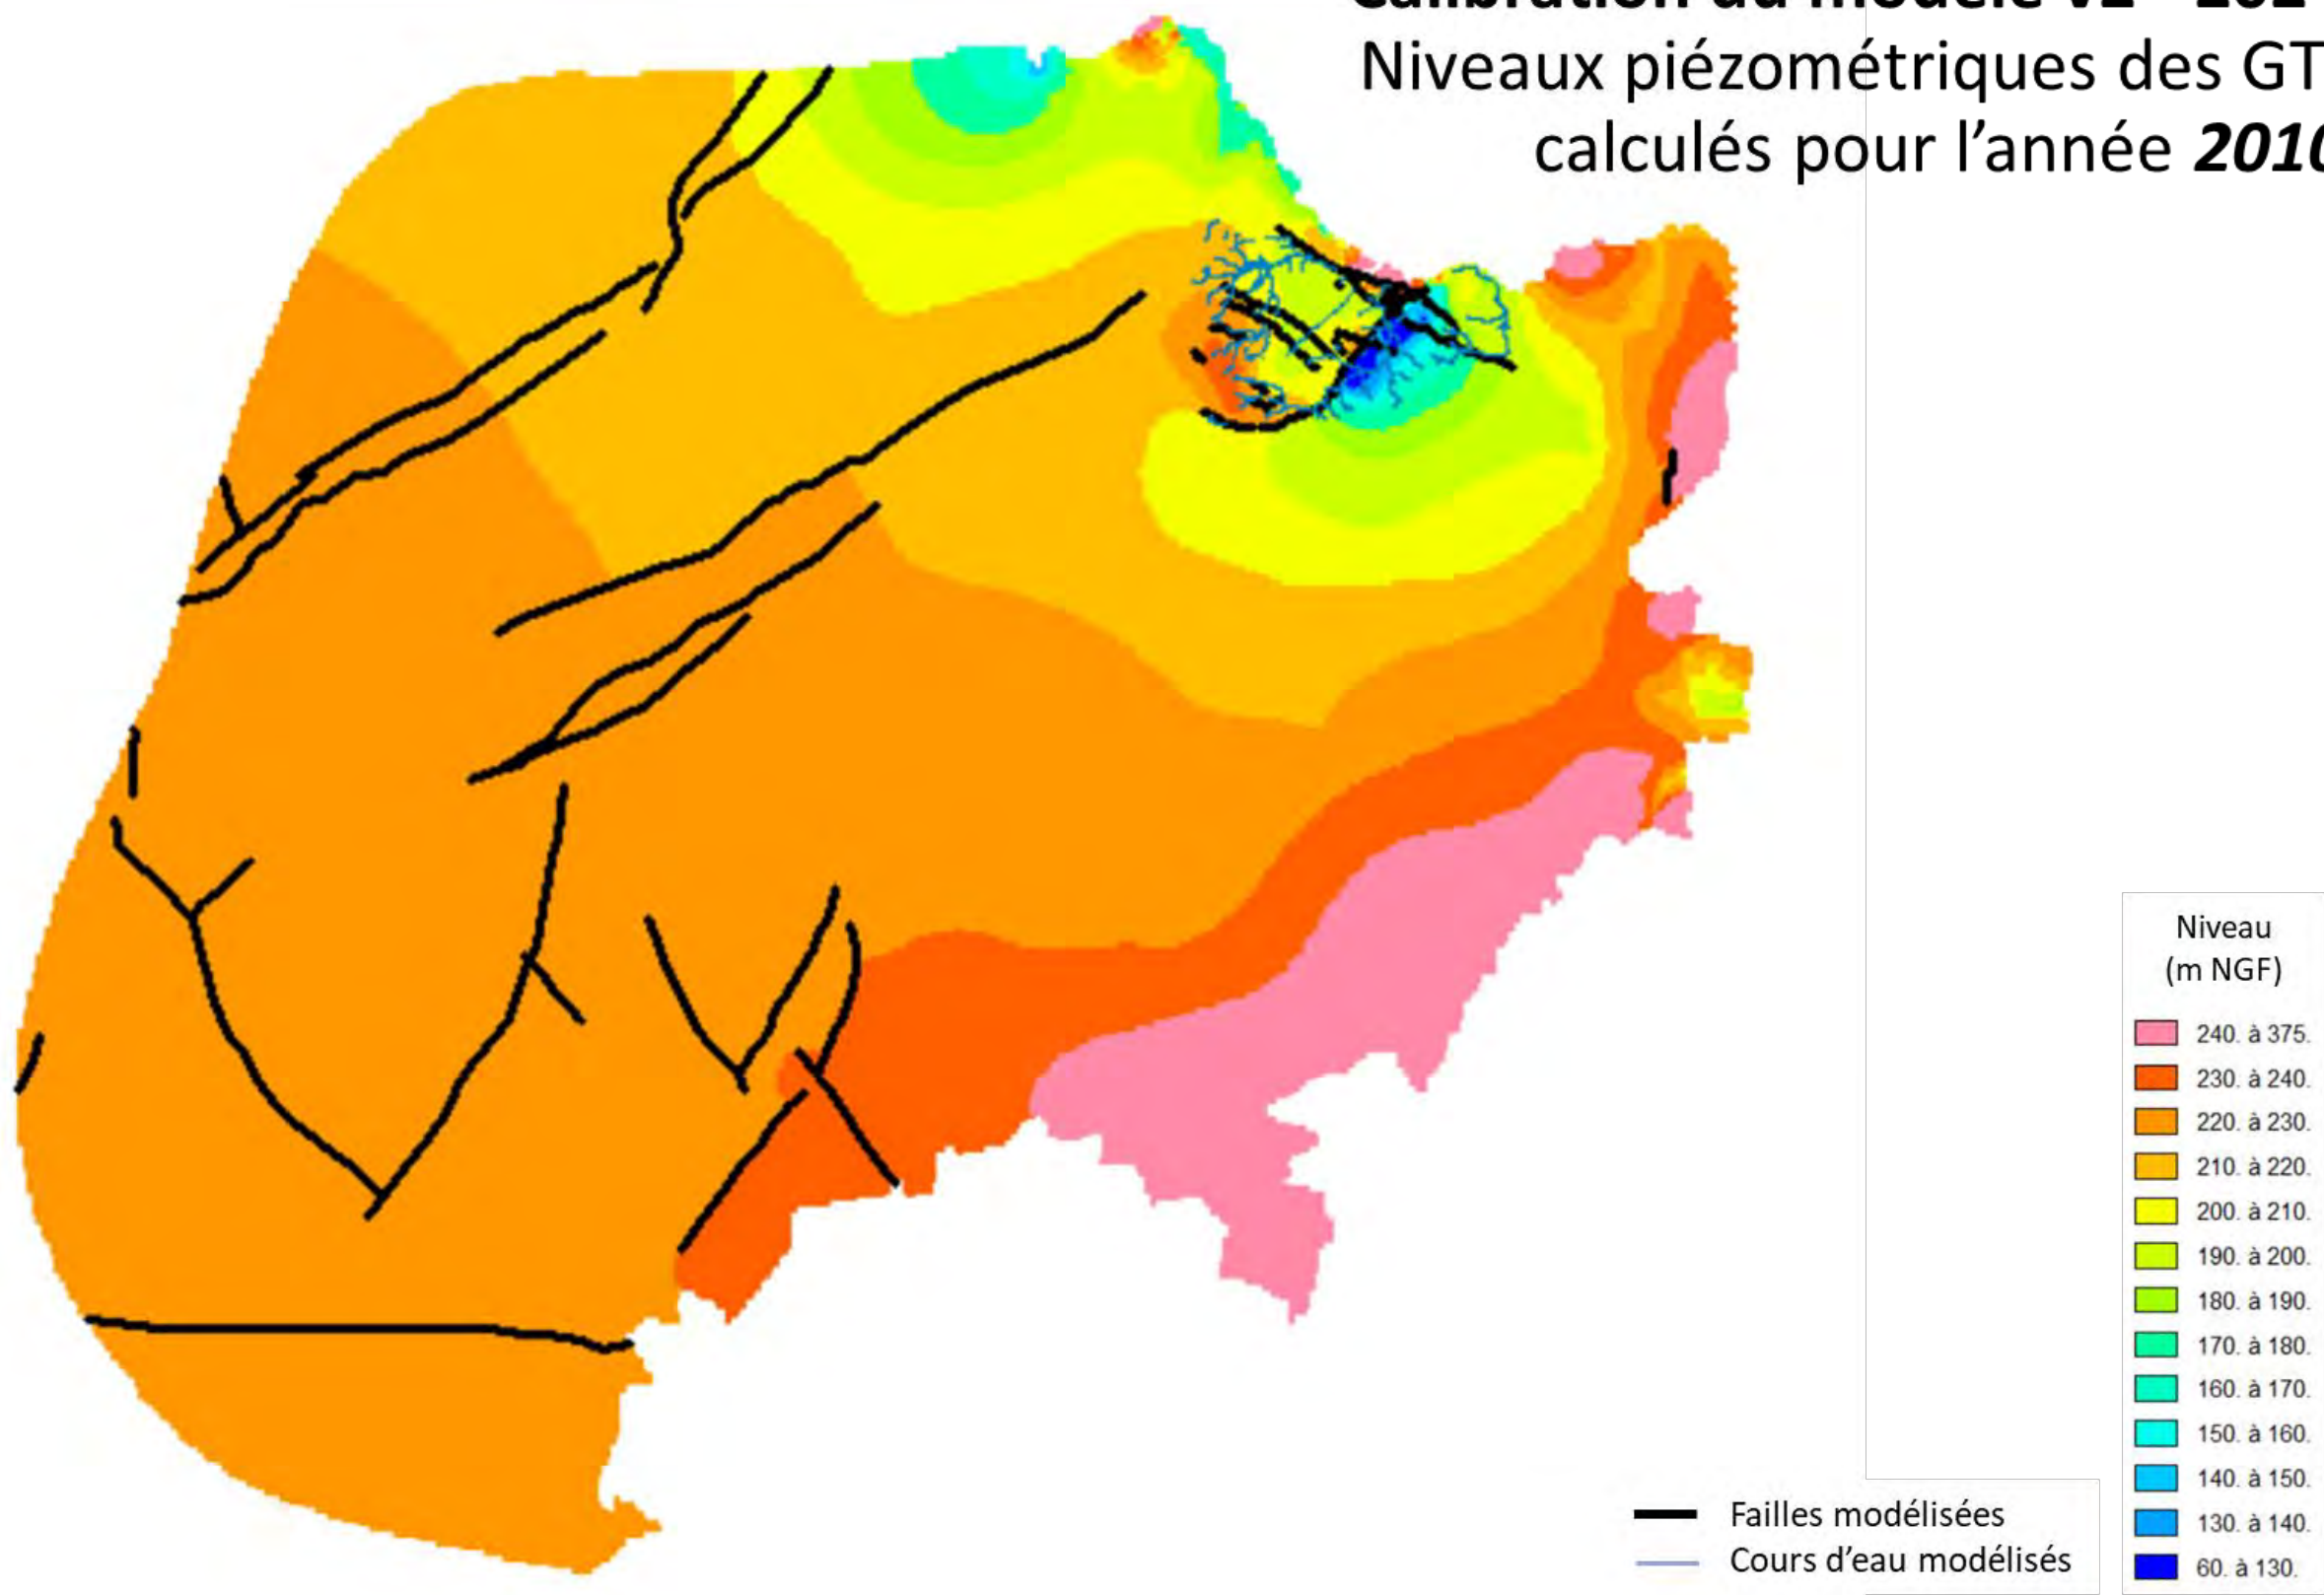 Niveaux piézométriques des GT
calculés pour l’année 2010
Niveau
(m NGF)
240. à 375.
230. à 240.
220. à 230.
210. à 220.
200. à 210.
190. à 200.
180. à 190.
170. à 180.
160. à 170.
150. à 160.
140. à 150.
130. à 140.
60. à 130.
Failles modélisées
Cours d’eau modélisés